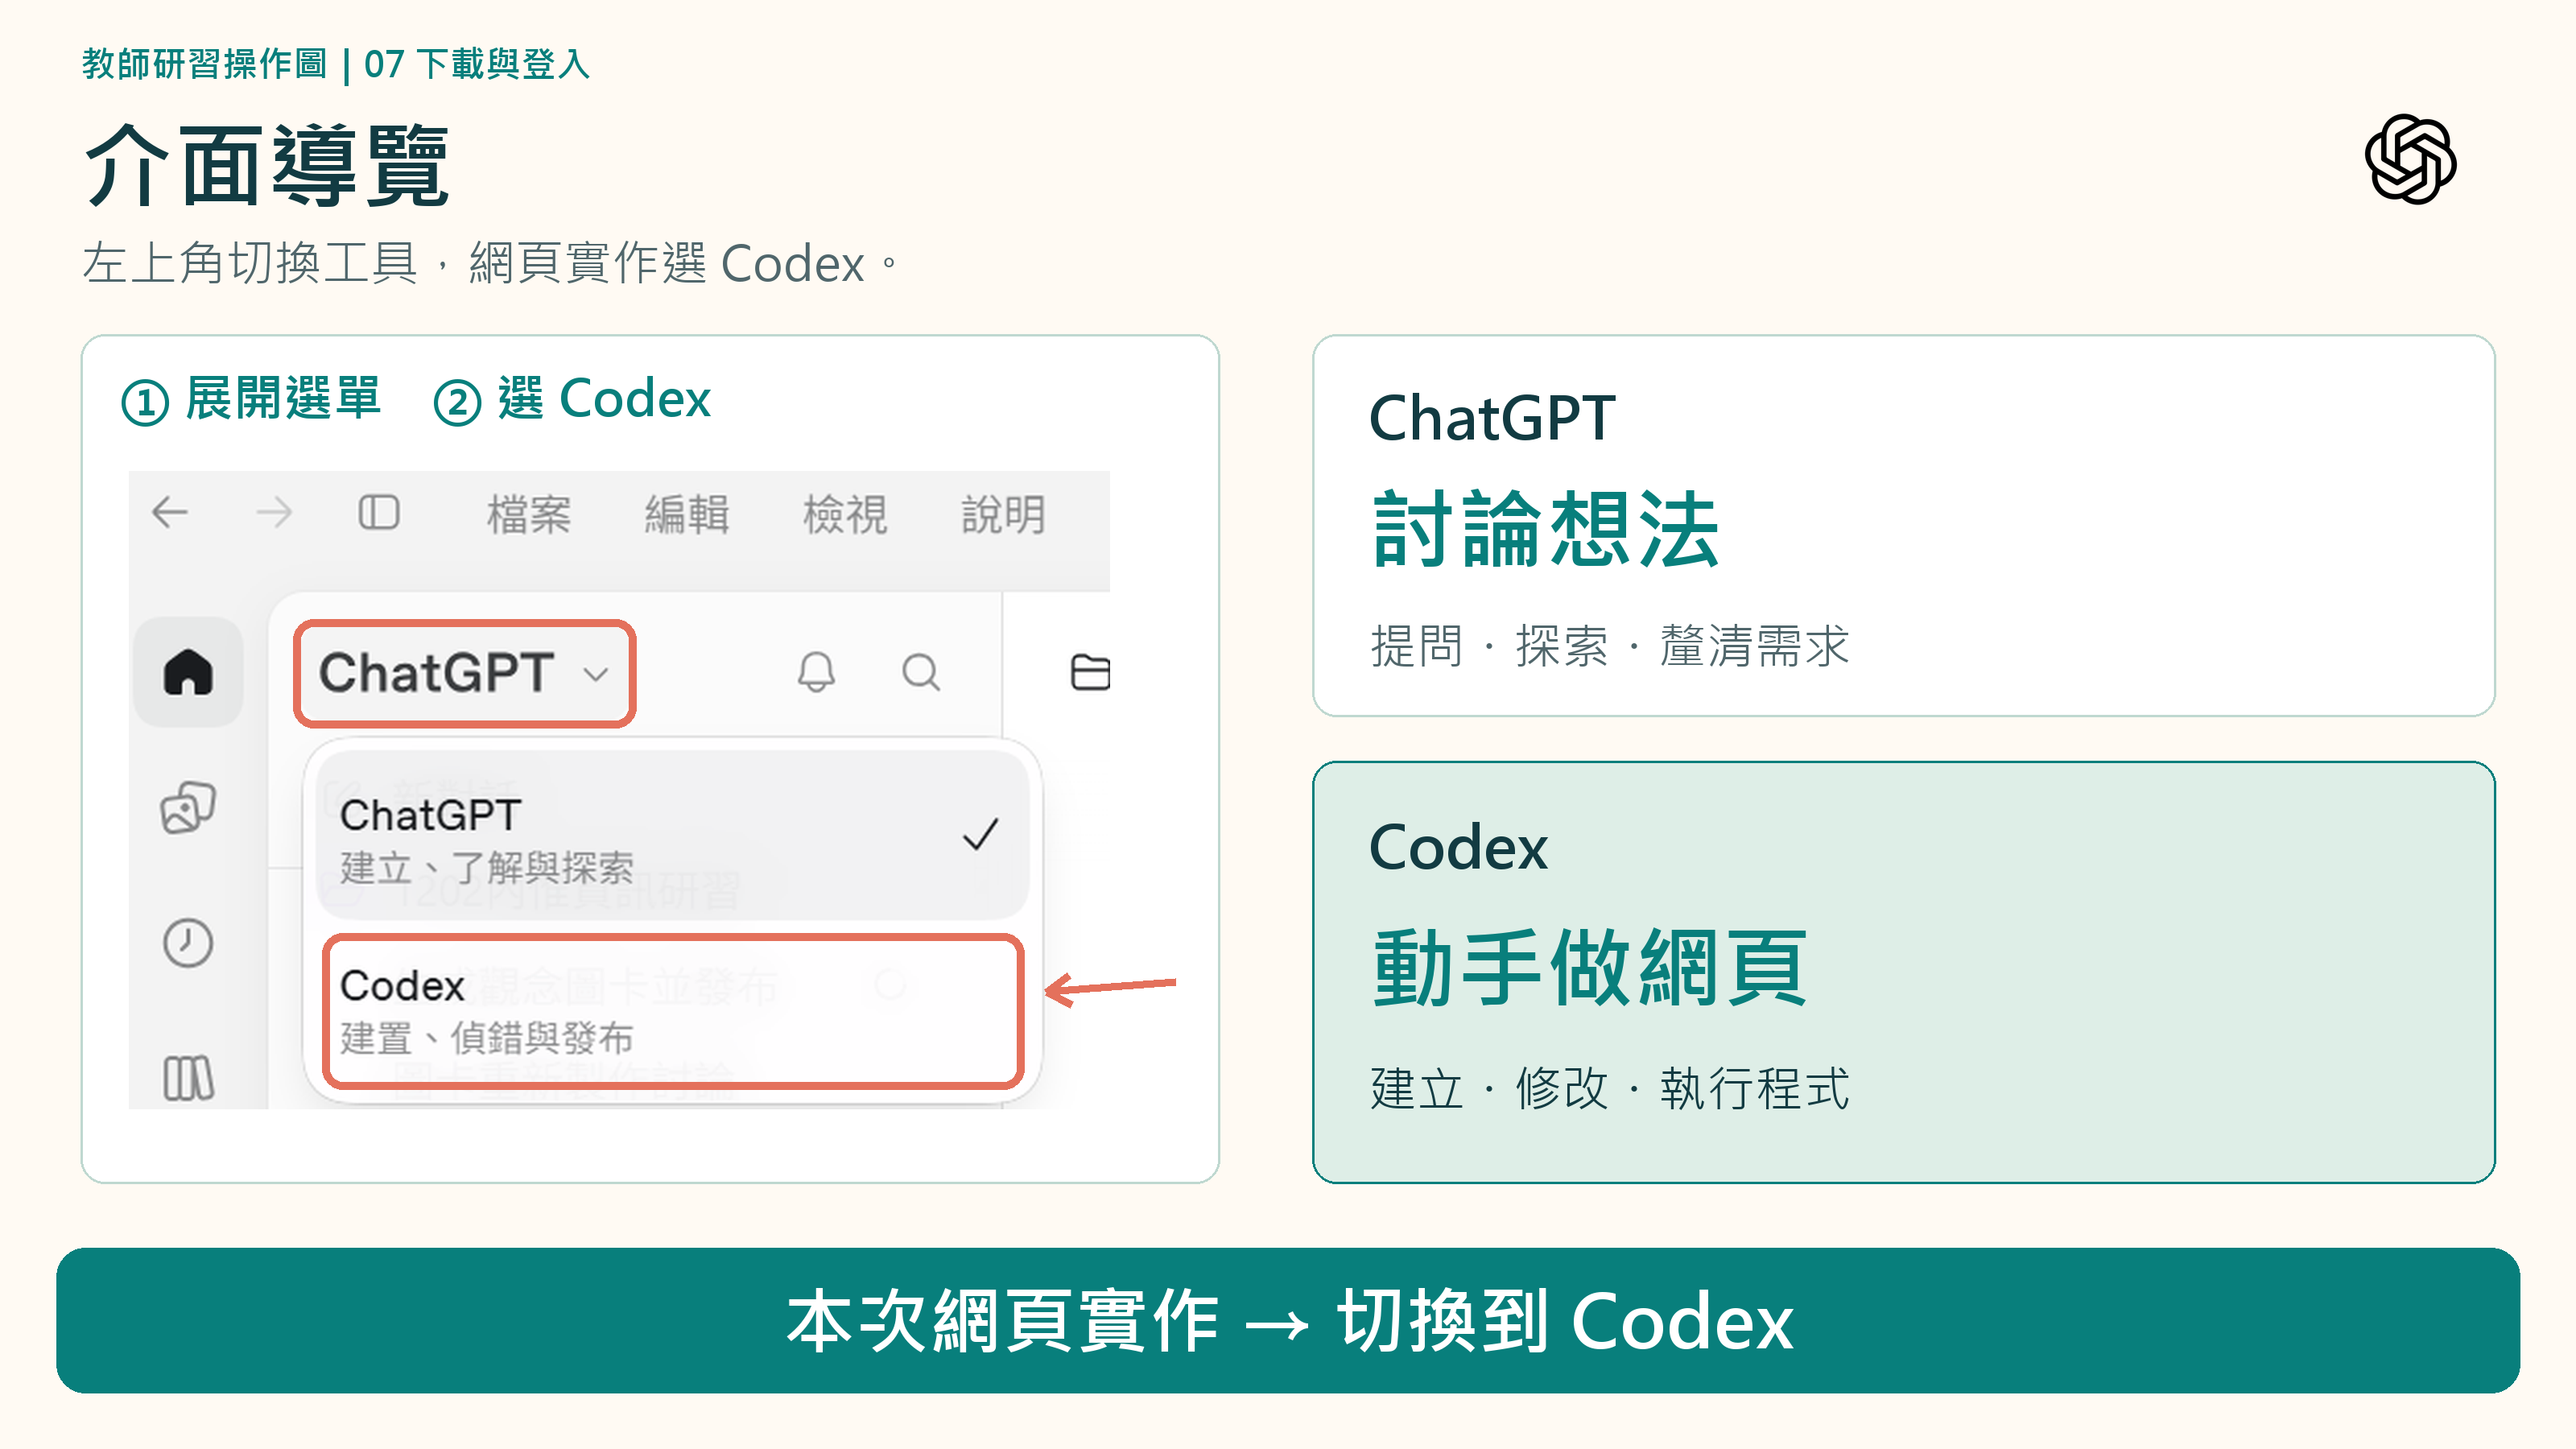 教師研習操作圖 | 07 下載與登入
介面導覽
左上角切換工具，網頁實作選 Codex。
① 展開選單 ② 選 Codex
檔案 編輯 檢視 說明
ChatGPT
ChatGPT
建立、了解與探索
Codex
建置、偵錯與發布
ChatGPT
討論想法
提問．探索．釐清需求
Codex
動手做網頁
建立．修改．執行程式
本次網頁實作 → 切換到 Codex